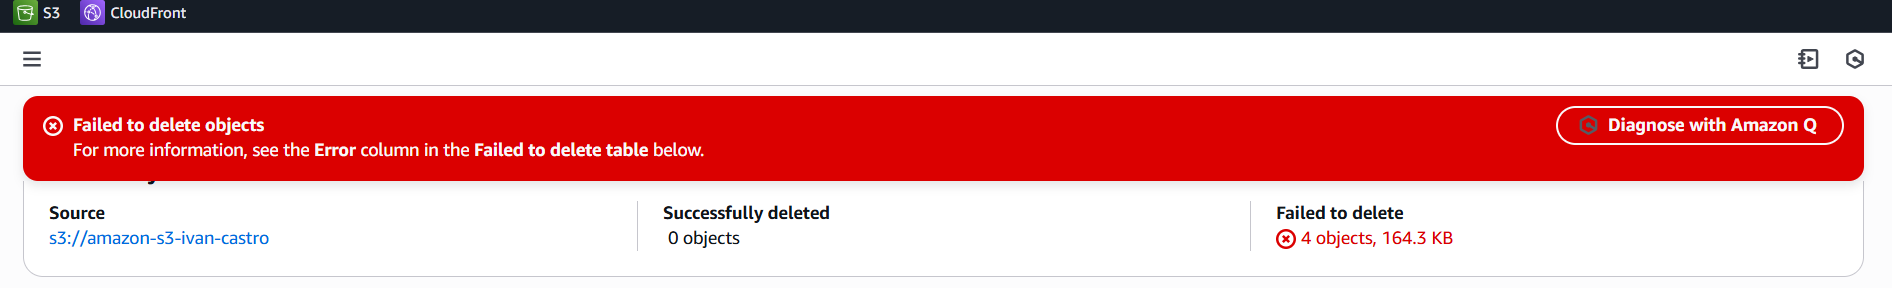 S3 CloudFront
Failed to delete objects
For more information, see the Error column in the Failed to delete table below.
Diagnose with Amazon Q
Source
s3://amazon-s3-ivan-castro
Successfully deleted
0 objects
Failed to delete
4 objects, 164.3 KB